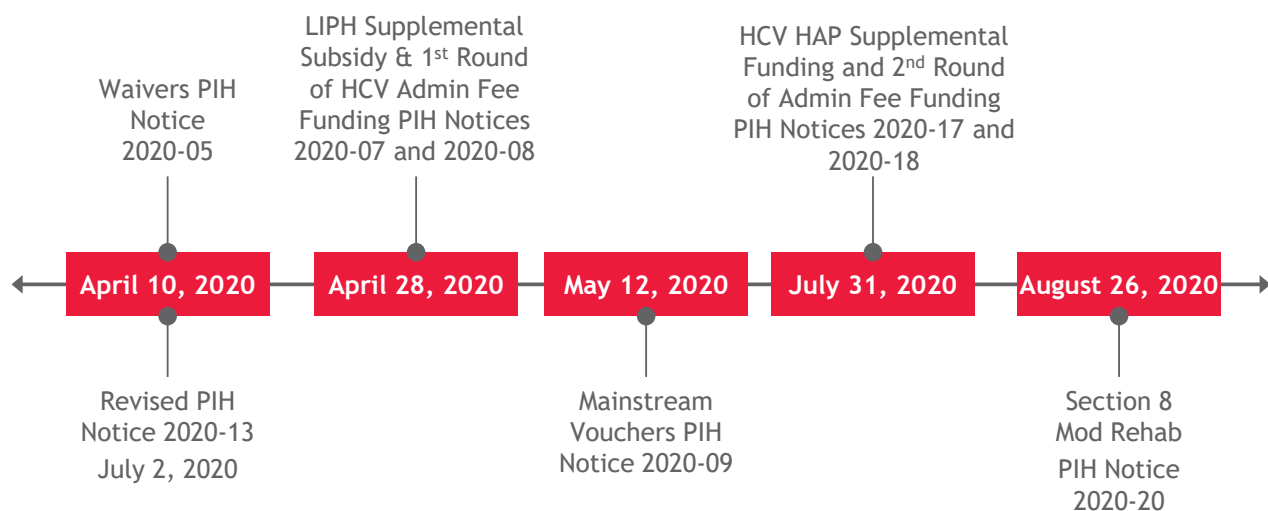 Waivers PIH
Notice
2020-05
LIPH Supplemental
Subsidy & 1st Round
of HCV Admin Fee
Funding PIH Notices
2020-07 and 2020-08
HCV HAP Supplemental
Funding and 2nd Round
of Admin Fee Funding
PIH Notices 2020-17 and
2020-18
April 10, 2020
April 28, 2020
May 12, 2020
July 31, 2020
August 26, 2020
Revised PIH
Notice 2020-13
July 2, 2020
Mainstream
Vouchers PIH
Notice 2020-09
Section 8
Mod Rehab
PIH Notice
2020-20